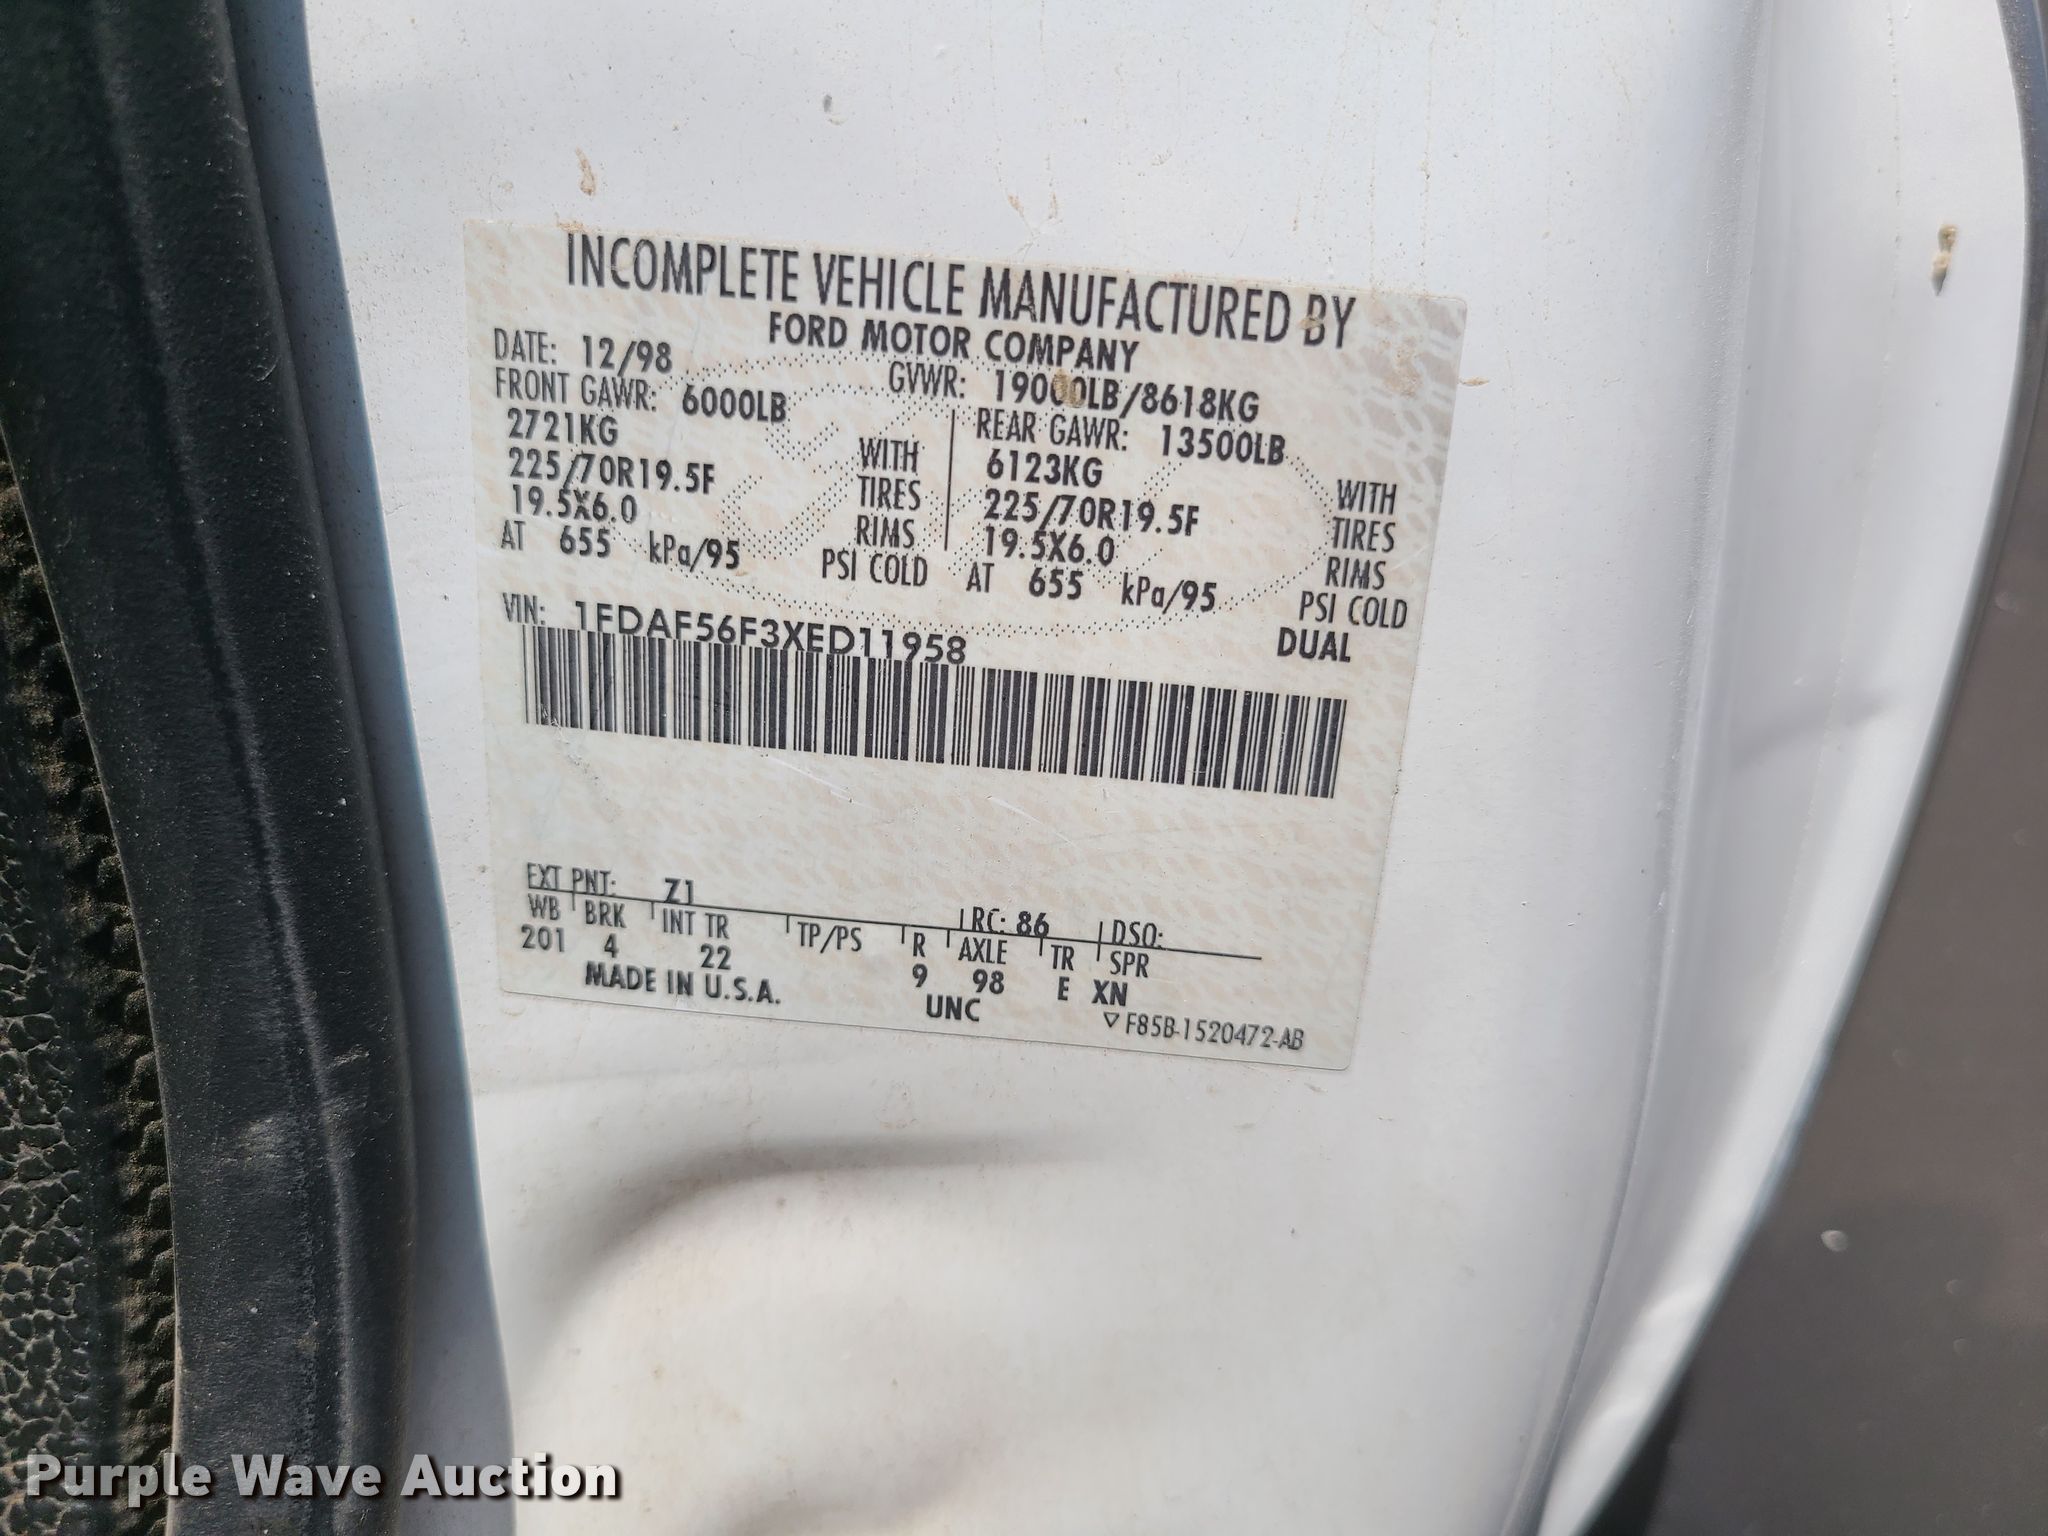 INCOMPLETE VEHICLE MANUFACTURED BY
FORD MOTOR COMPANY
DATE: 12/98 GVWR: 19000LB/8618KG
FRONT GAWR: 6000LB REAR GAWR: 13500LB
2721KG WITH 6123KG WITH
225/70R19.5F TIRES 225/70R19.5F TIRES
19.5X6.0 RIMS 19.5X6.0 RIMS
AT 655 kPa/95 PSI COLD AT 655 kPa/95 PSI COLD
VIN: 1FDAF56F3XED11958 DUAL
EXT PNT: Z1 RC: 86 DSO:
WB BRK INT TR TP/PS R AXLE TR SPR
201 4 22 9 98 E XN
MADE IN U.S.A. UNC
▽F85B-1520472-AB
Purple Wave Auction